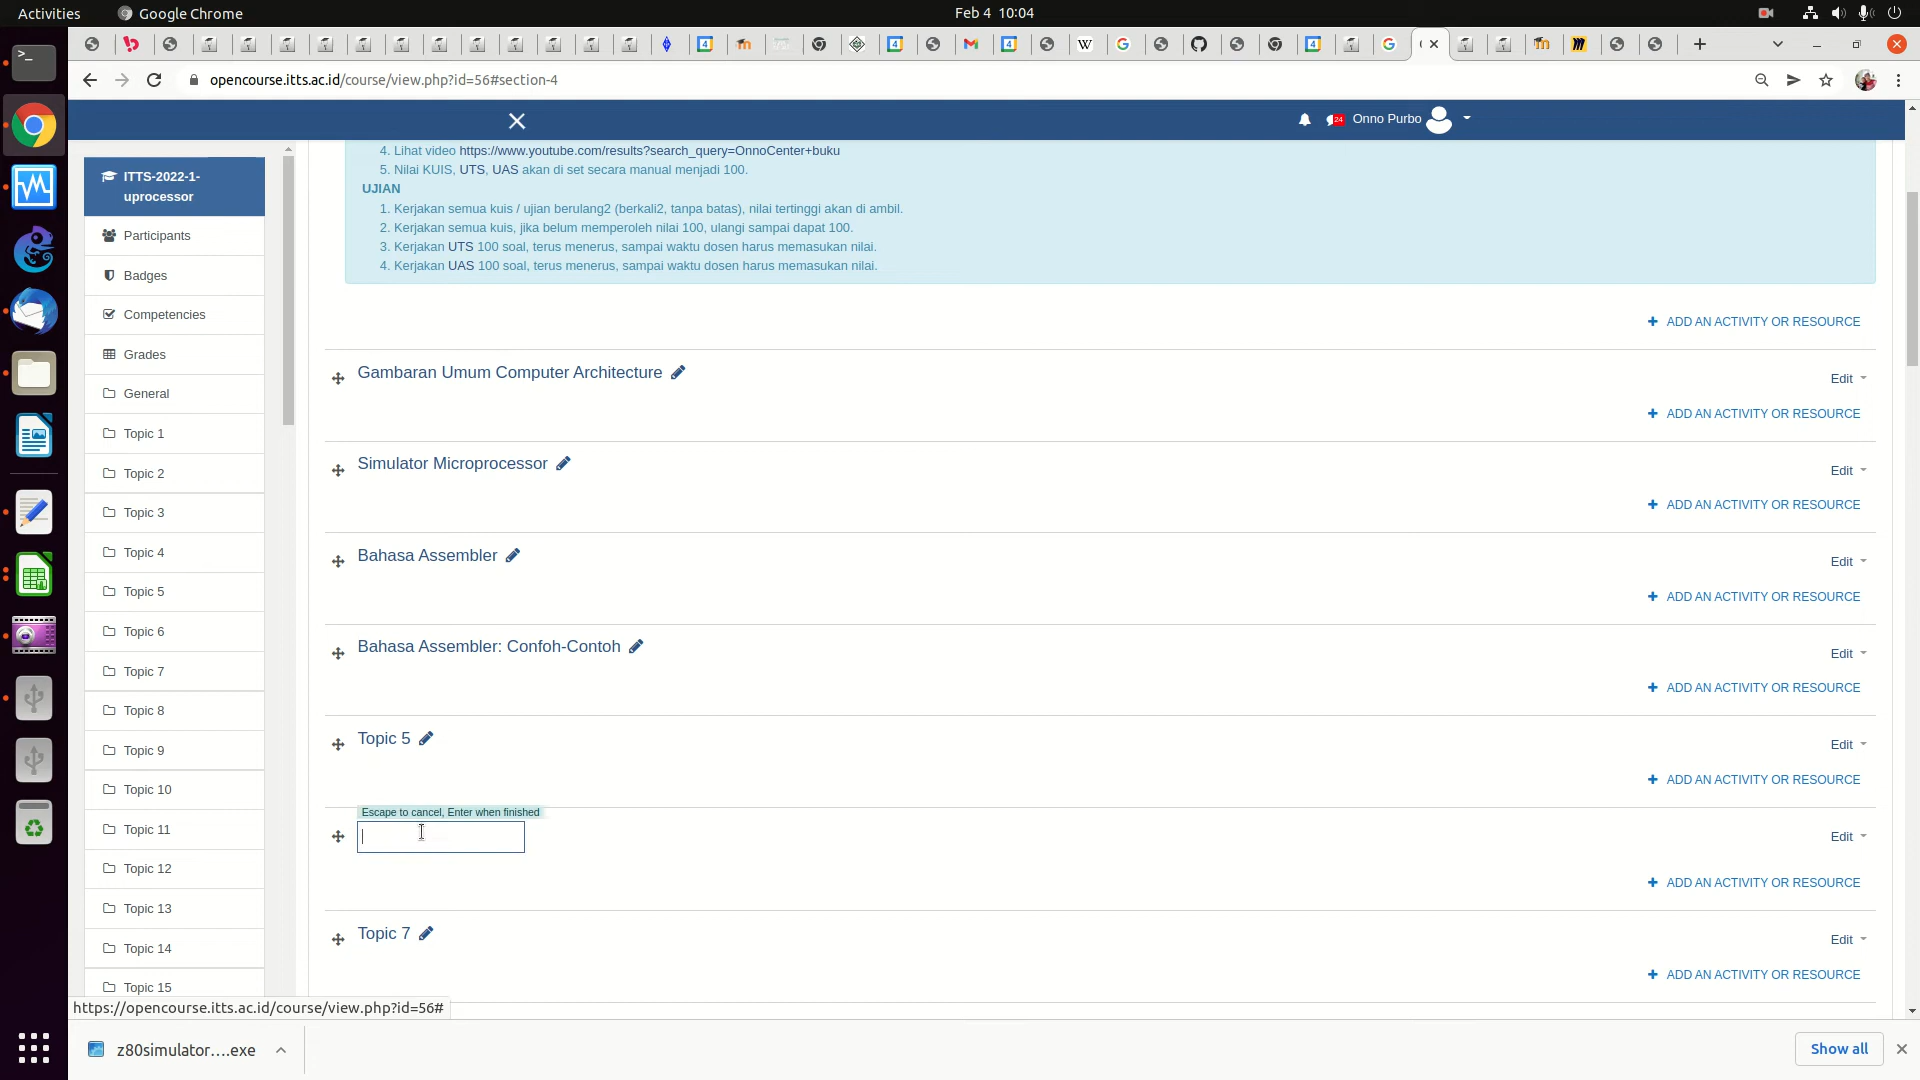 Activities
Google Chrome
Feb 4 10:04
opencourse.itts.ac.id/course/view.php?id=56#section-4
24
Onno Purbo
ITTS-2022-1-
uprocessor
Participants
Badges
Competencies
Grades
General
Topic 1
Topic 2
Topic 3
Topic 4
Topic 5
Topic 6
Topic 7
Topic 8
Topic 9
Topic 10
Topic 11
Topic 12
Topic 13
Topic 14
Topic 15
4. Lihat video https://www.youtube.com/results?search_query=OnnoCenter+buku
5. Nilai KUIS, UTS, UAS akan di set secara manual menjadi 100.
UJIAN
1. Kerjakan semua kuis / ujian berulang2 (berkali2, tanpa batas), nilai tertinggi akan di ambil.
2. Kerjakan semua kuis, jika belum memperoleh nilai 100, ulangi sampai dapat 100.
3. Kerjakan UTS 100 soal, terus menerus, sampai waktu dosen harus memasukan nilai.
4. Kerjakan UAS 100 soal, terus menerus, sampai waktu dosen harus memasukan nilai.
+ ADD AN ACTIVITY OR RESOURCE
Gambaran Umum Computer Architecture
Edit
+ ADD AN ACTIVITY OR RESOURCE
Simulator Microprocessor
Edit
+ ADD AN ACTIVITY OR RESOURCE
Bahasa Assembler
Edit
+ ADD AN ACTIVITY OR RESOURCE
Bahasa Assembler: Confoh-Contoh
Edit
+ ADD AN ACTIVITY OR RESOURCE
Topic 5
Edit
+ ADD AN ACTIVITY OR RESOURCE
Escape to cancel, Enter when finished
Edit
+ ADD AN ACTIVITY OR RESOURCE
Topic 7
Edit
+ ADD AN ACTIVITY OR RESOURCE
https://opencourse.itts.ac.id/course/view.php?id=56#
z80simulator....exe
Show all